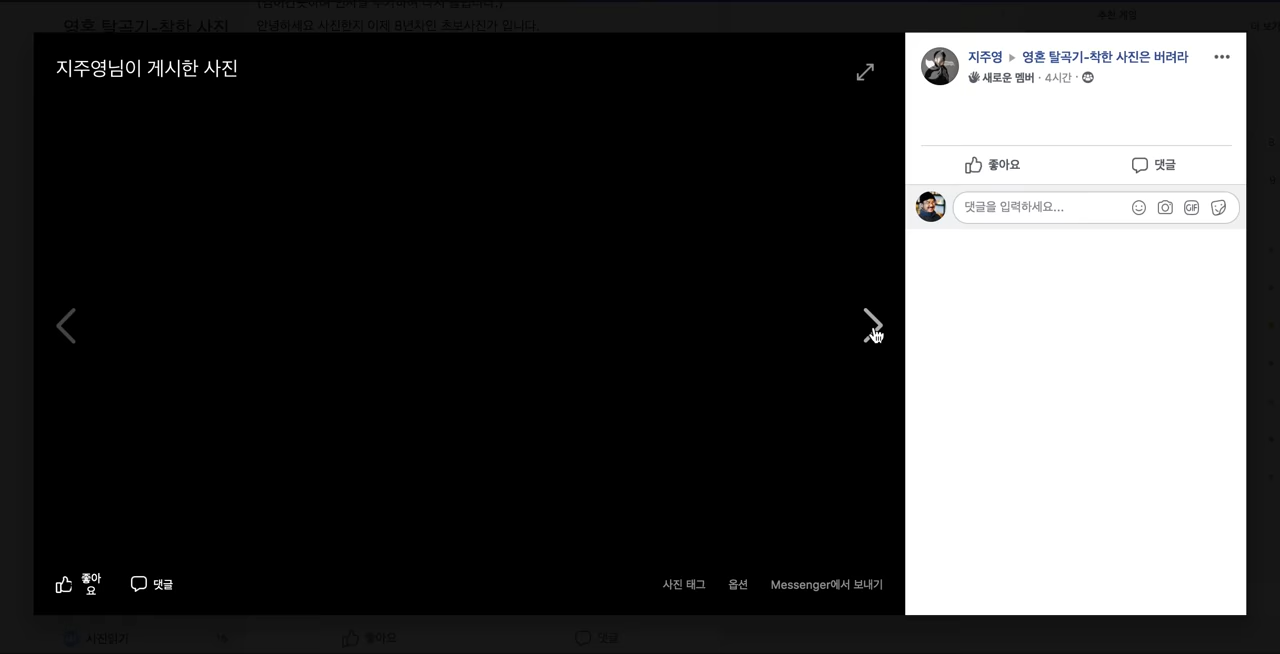 영혼 탈곡기-착한 사진
안녕하세요 사진한지 이제 8년차인 초보사진가 입니다.
추천 게임
더 보기
지주영님이 게시한 사진
지주영 ▶ 영혼 탈곡기-착한 사진은 버려라
새로운 멤버 · 4시간 ·
좋아요 댓글
댓글을 입력하세요...
GIF
좋아
요
댓글
사진 태그 옵션 Messenger에서 보내기
사진읽기
좋아요 댓글